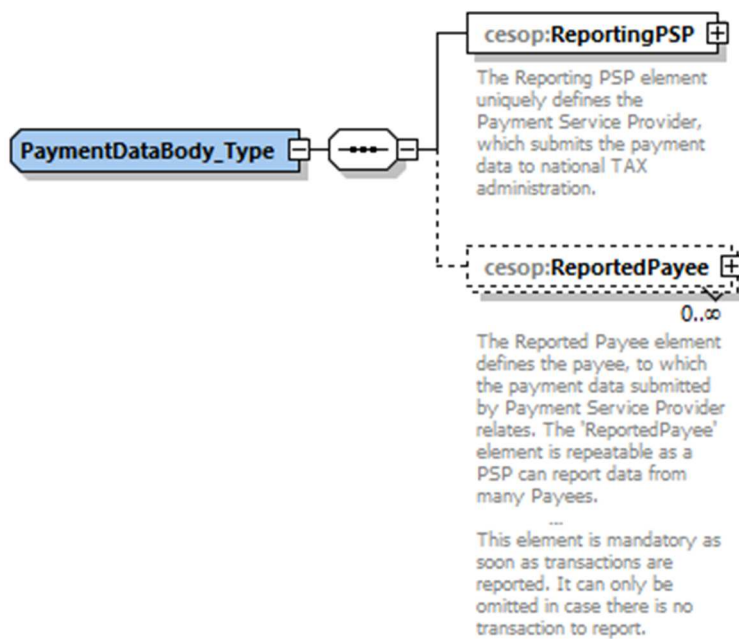 cesop:ReportingPSP
The Reporting PSP element
uniquely defines the
Payment Service Provider,
which submits the payment
data to national TAX
administration.
PaymentDataBody_Type
cesop:ReportedPayee
0..∞
The Reported Payee element
defines the payee, to which
the payment data submitted
by Payment Service Provider
relates. The 'ReportedPayee'
element is repeatable as a
PSP can report data from
many Payees.
...
This element is mandatory as
soon as transactions are
reported. It can only be
omitted in case there is no
transaction to report.